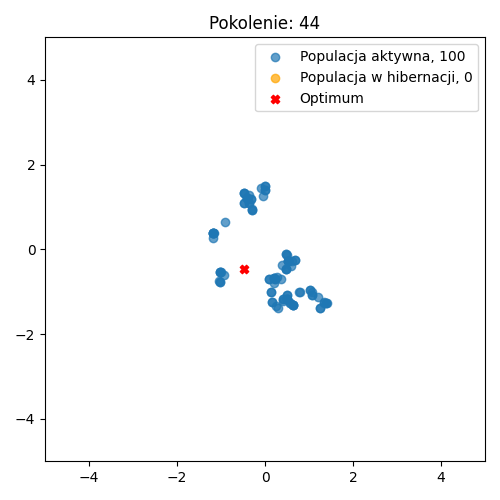 Pokolenie: 44
Populacja aktywna, 100
Populacja w hibernacji, 0
Optimum
4
2
0
−2
−4
−4 −2 0 2 4